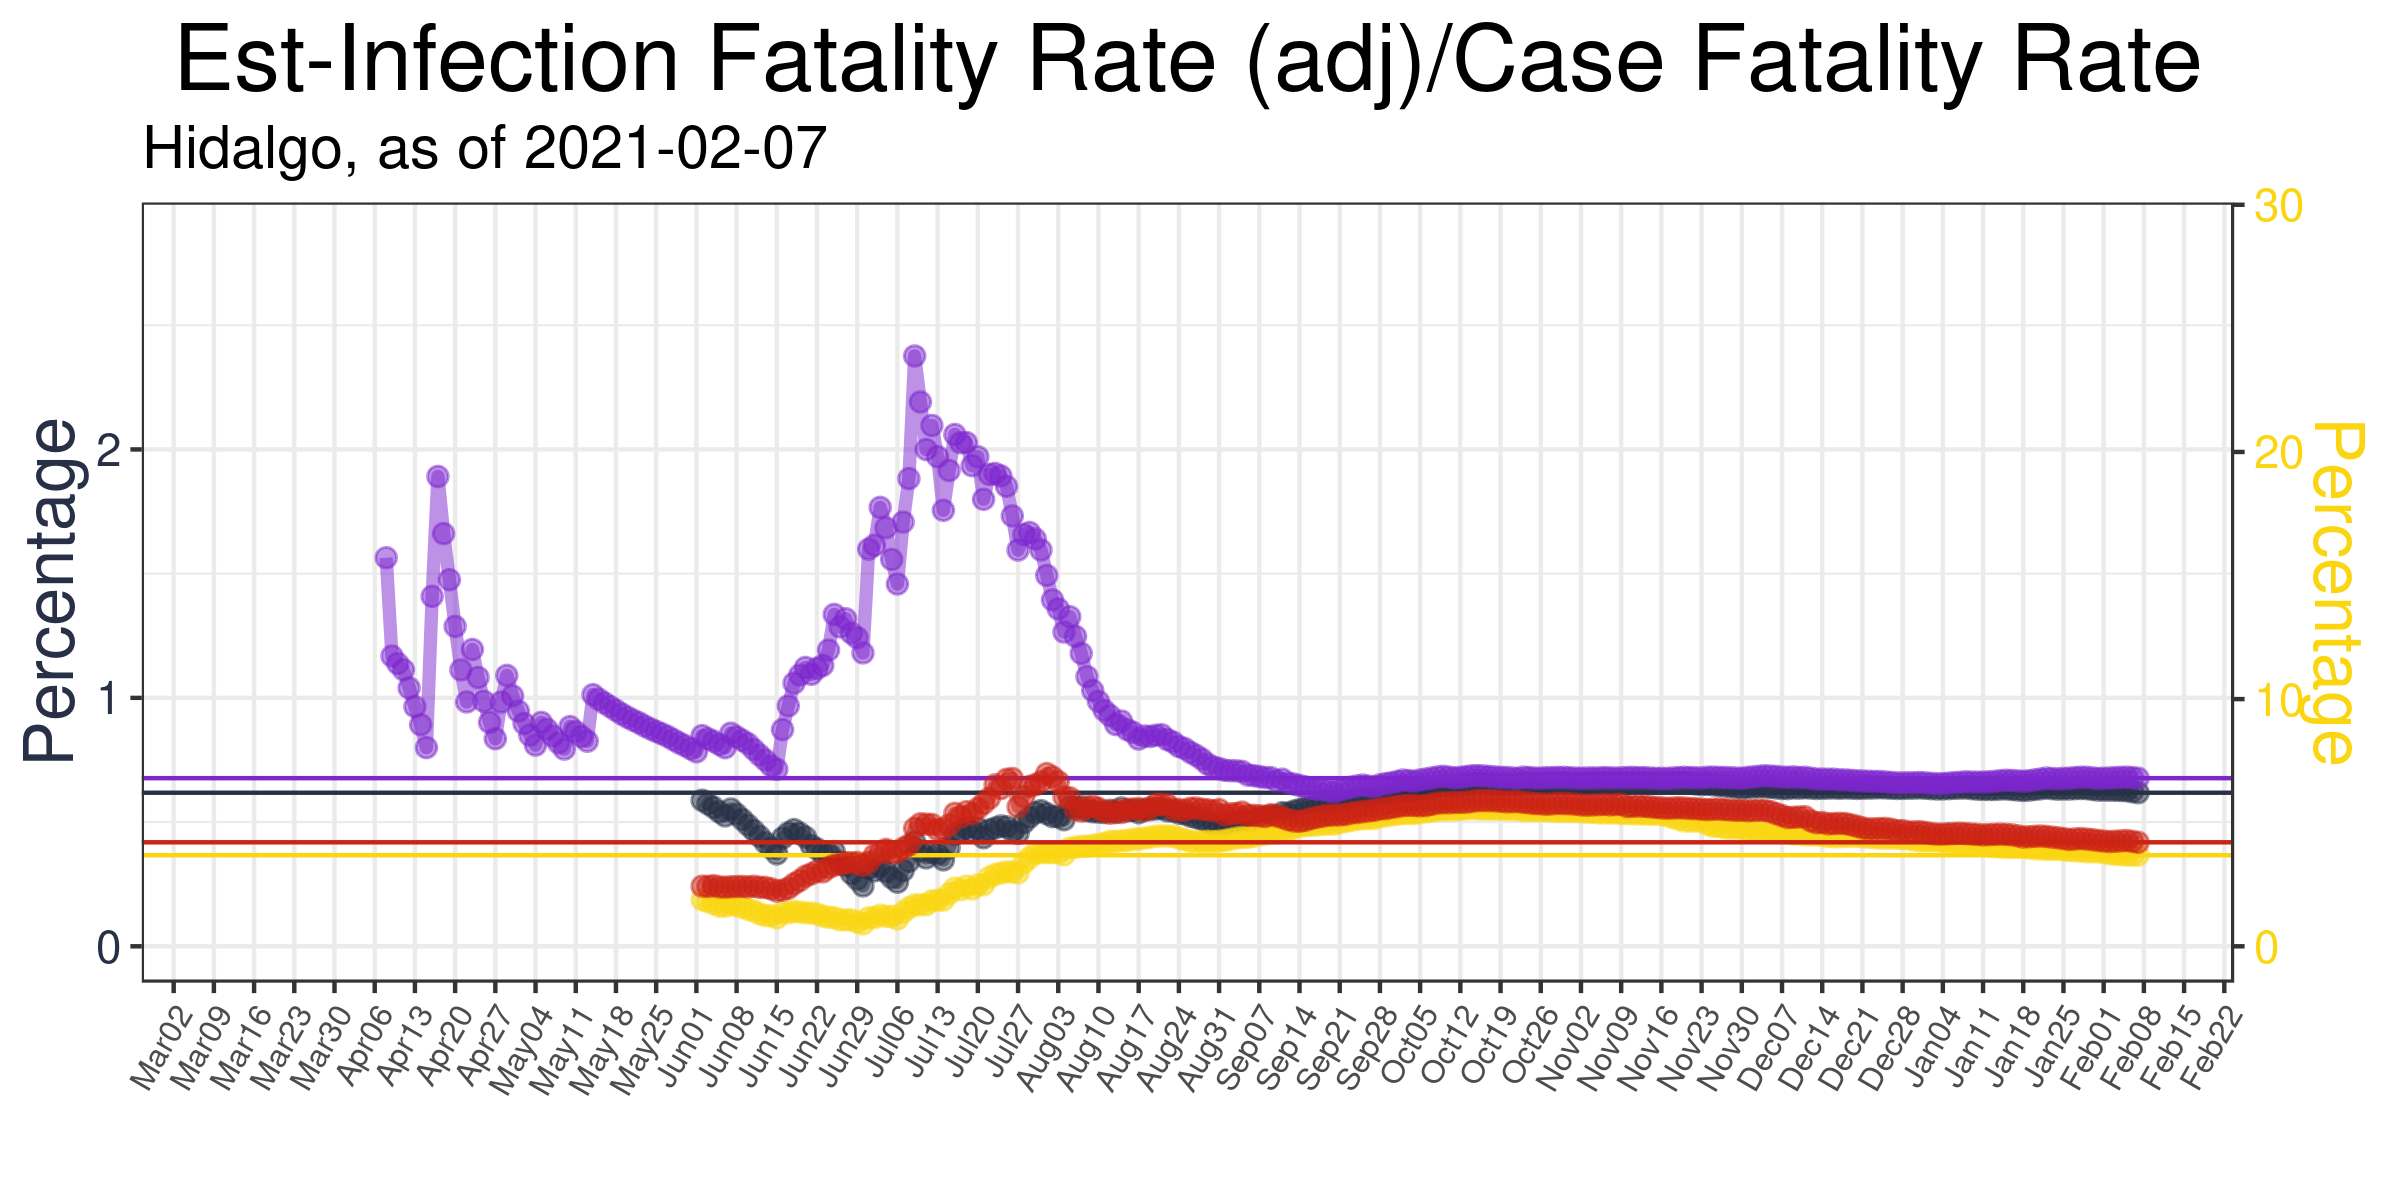 Est-Infection Fatality Rate (adj)/Case Fatality Rate
Hidalgo, as of 2021-02-07
Percentage
2
1
0
30
20
10
0
Percentage
Mar02
Mar09
Mar16
Mar23
Mar30
Apr06
Apr13
Apr20
Apr27
May04
May11
May18
May25
Jun01
Jun08
Jun15
Jun22
Jun29
Jul06
Jul13
Jul20
Jul27
Aug03
Aug10
Aug17
Aug24
Aug31
Sep07
Sep14
Sep21
Sep28
Oct05
Oct12
Oct19
Oct26
Nov02
Nov09
Nov16
Nov23
Nov30
Dec07
Dec14
Dec21
Dec28
Jan04
Jan11
Jan18
Jan25
Feb01
Feb08
Feb15
Feb22